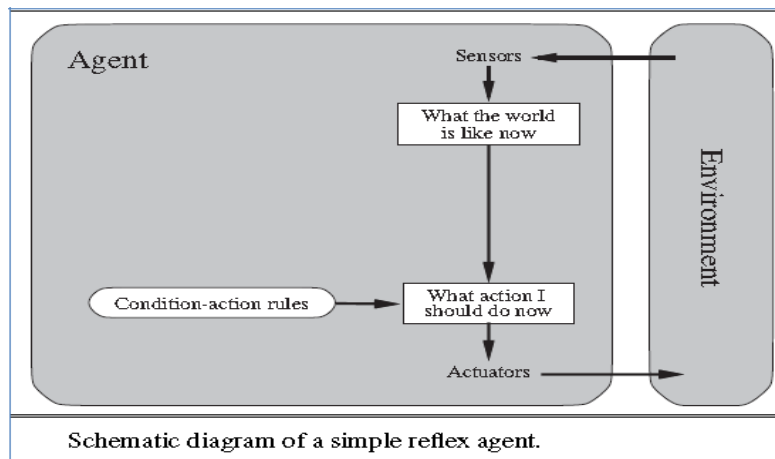 Agent
Sensors
What the world
is like now
Environment
Condition-action rules
What action I
should do now
Actuators
Schematic diagram of a simple reflex agent.